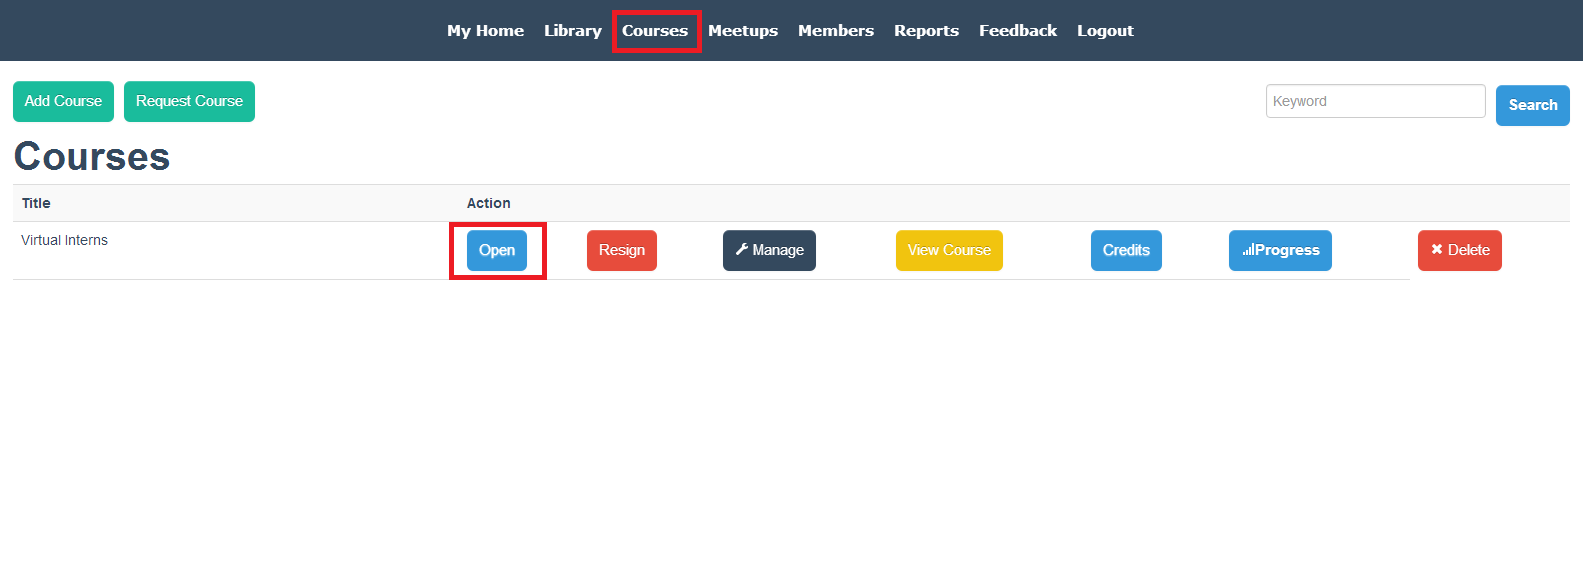 My Home Library Courses Meetups Members Reports Feedback Logout
Add Course Request Course Keyword Search
Courses
Title Action
Virtual Interns Open Resign Manage View Course Credits Progress Delete